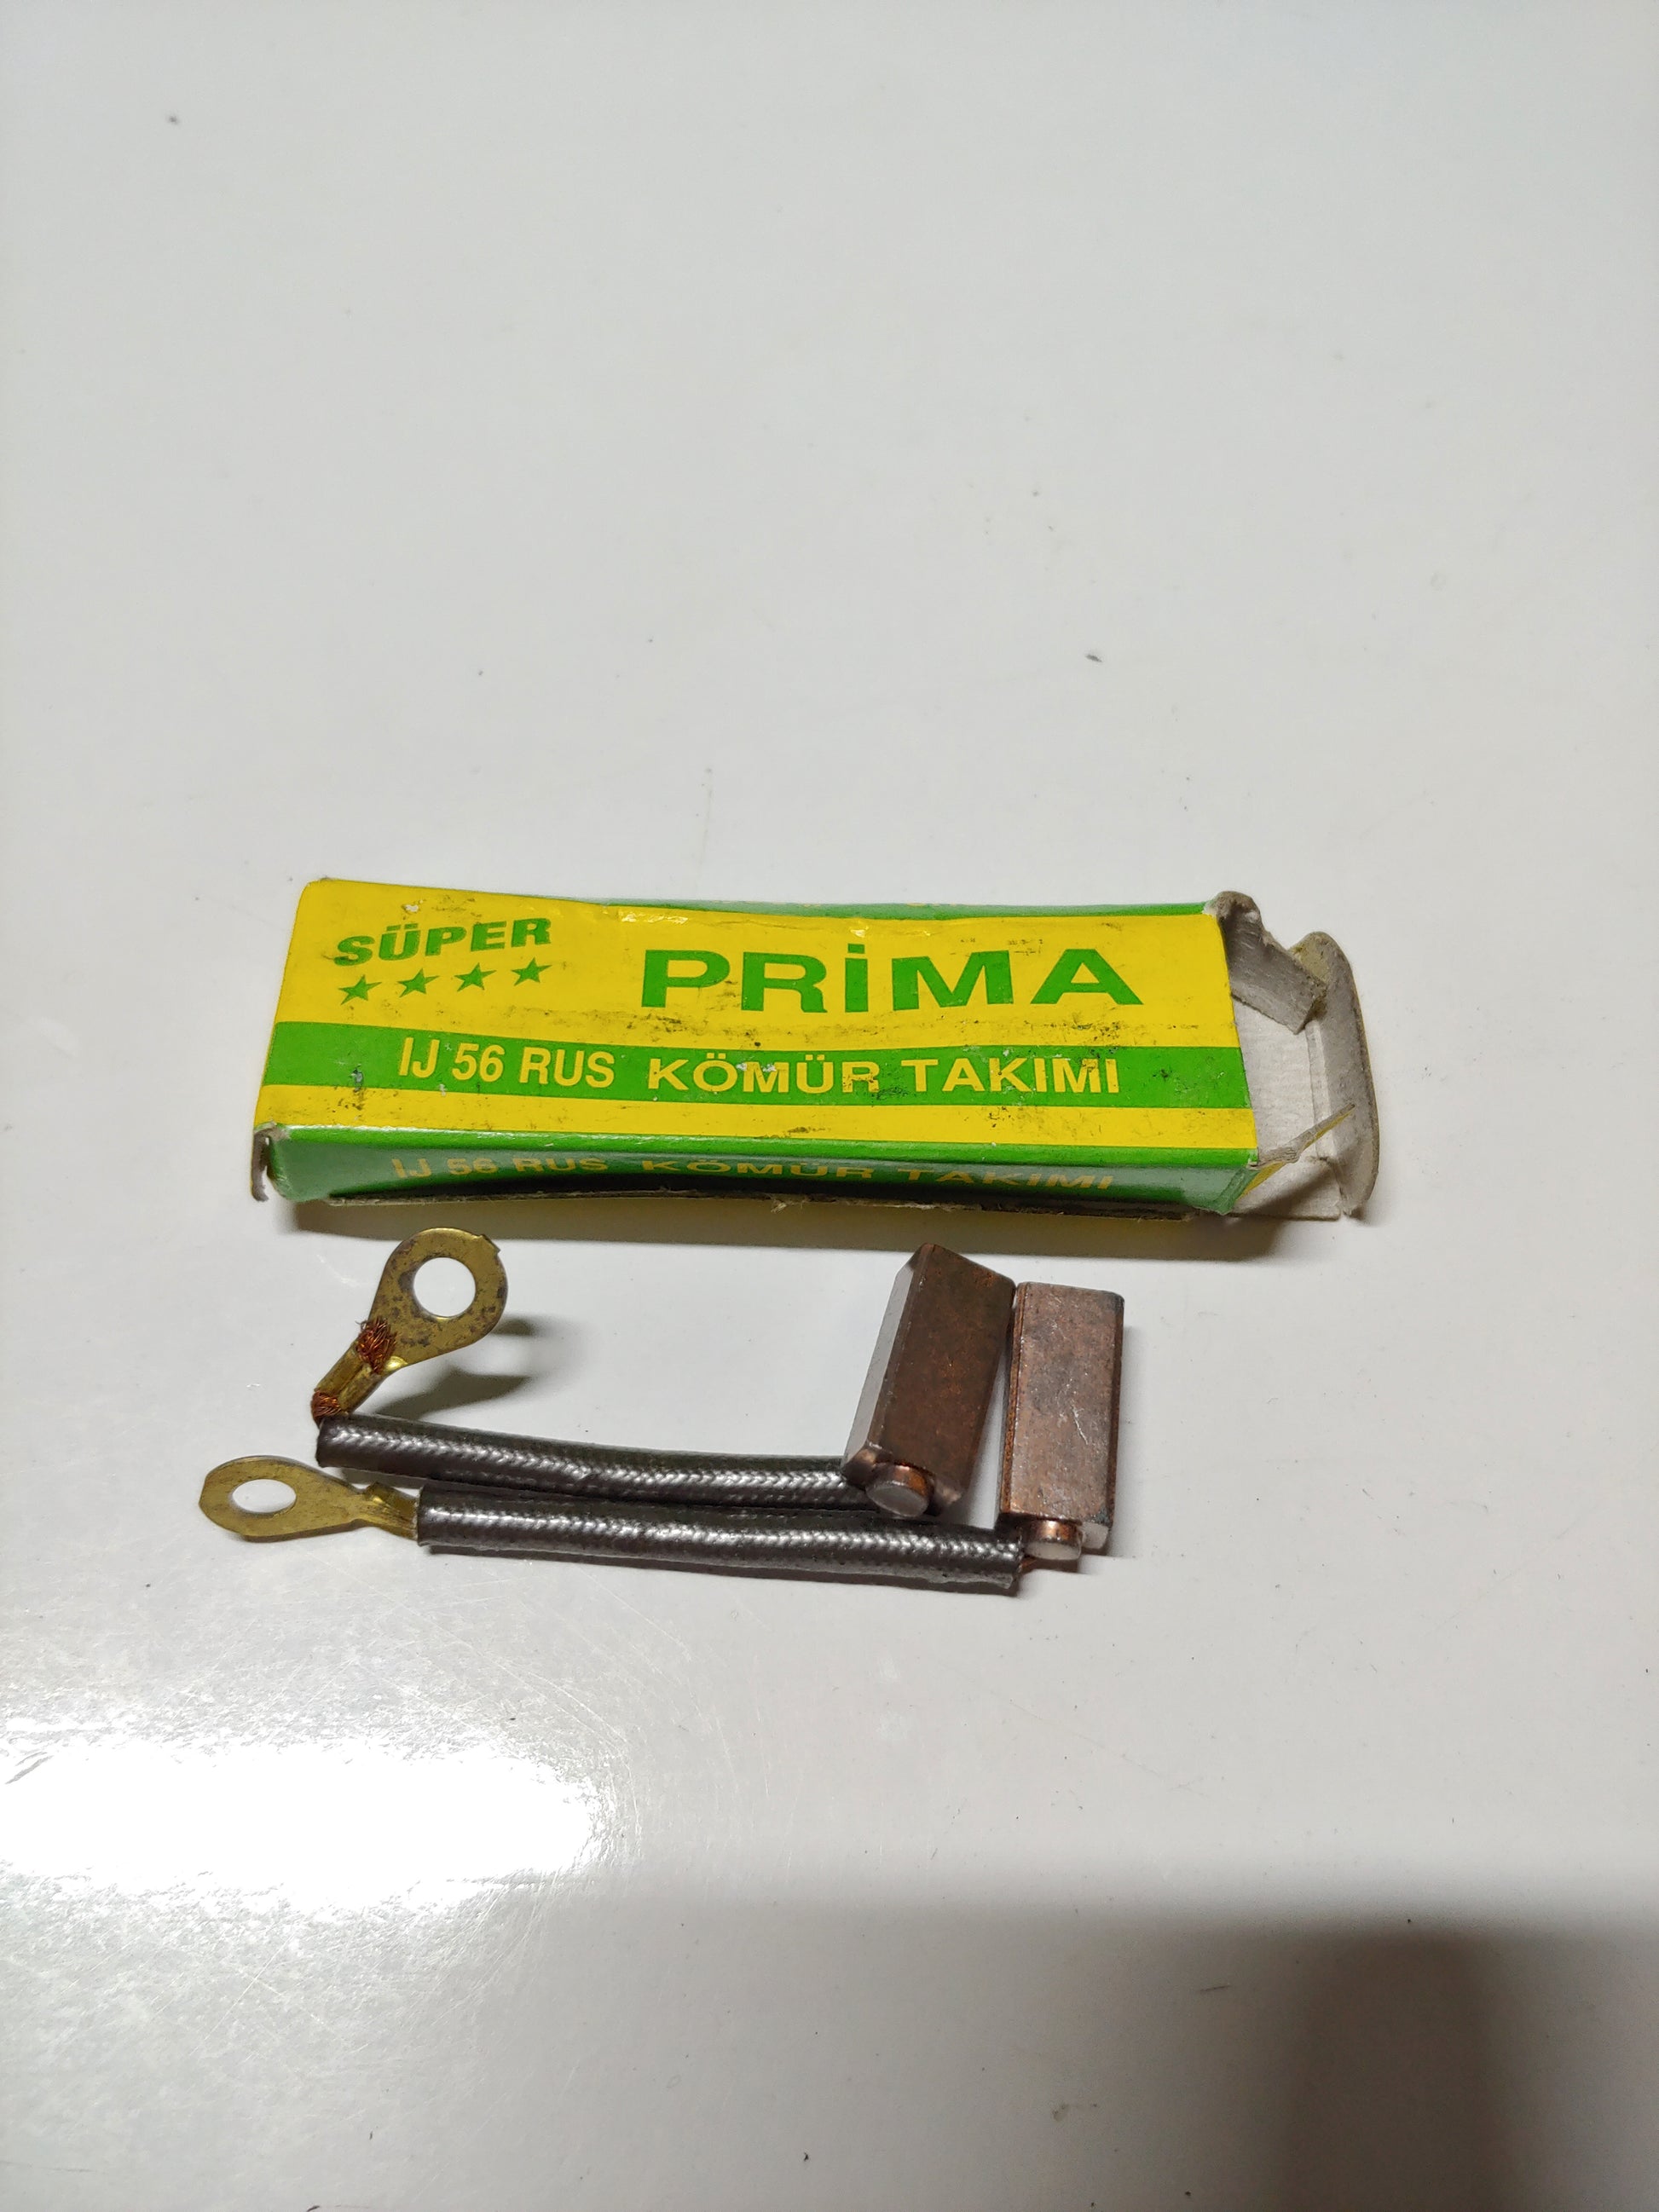 SÜPER
PRİMA
IJ 56 RUS KÖMÜR TAKIMI
IJ 56 RUS KÖMÜR TAKIMI